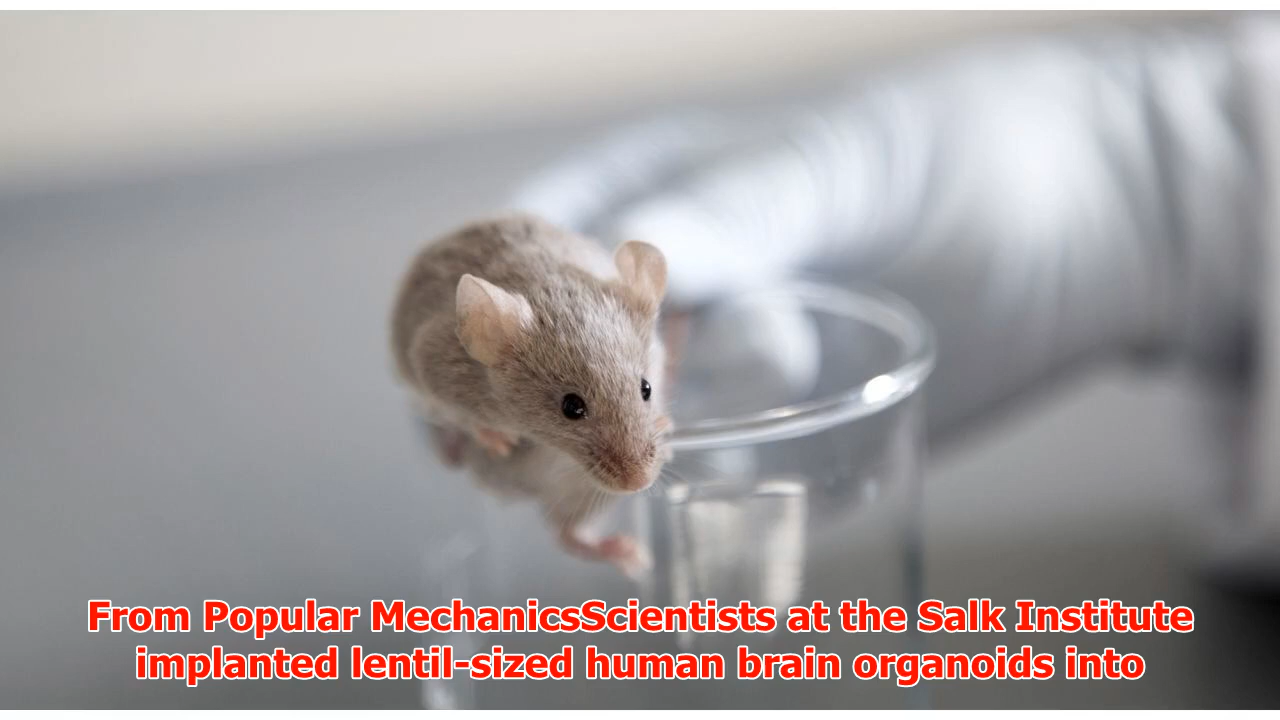 From Popular MechanicsScientists at the Salk Institute
implanted lentil-sized human brain organoids into